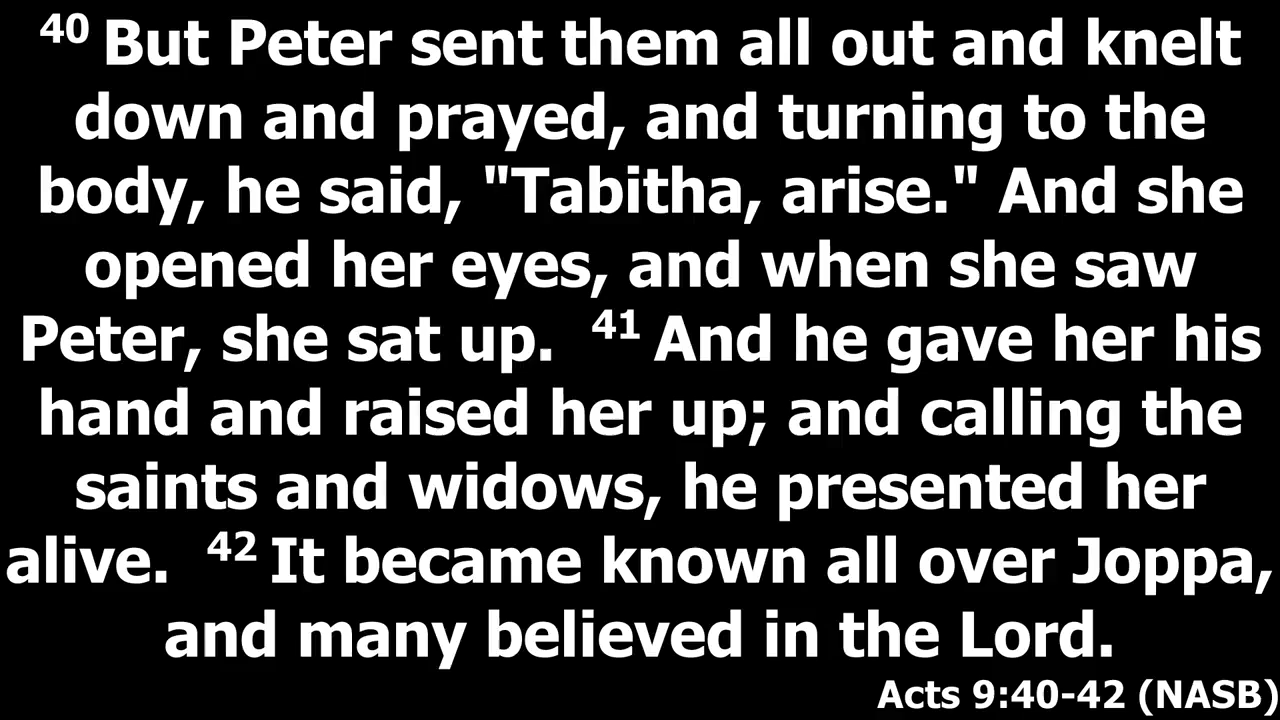 40 But Peter sent them all out and knelt
down and prayed, and turning to the
body, he said, "Tabitha, arise." And she
opened her eyes, and when she saw
Peter, she sat up. 41 And he gave her his
hand and raised her up; and calling the
saints and widows, he presented her
alive. 42 It became known all over Joppa,
and many believed in the Lord.
Acts 9:40-42 (NASB)